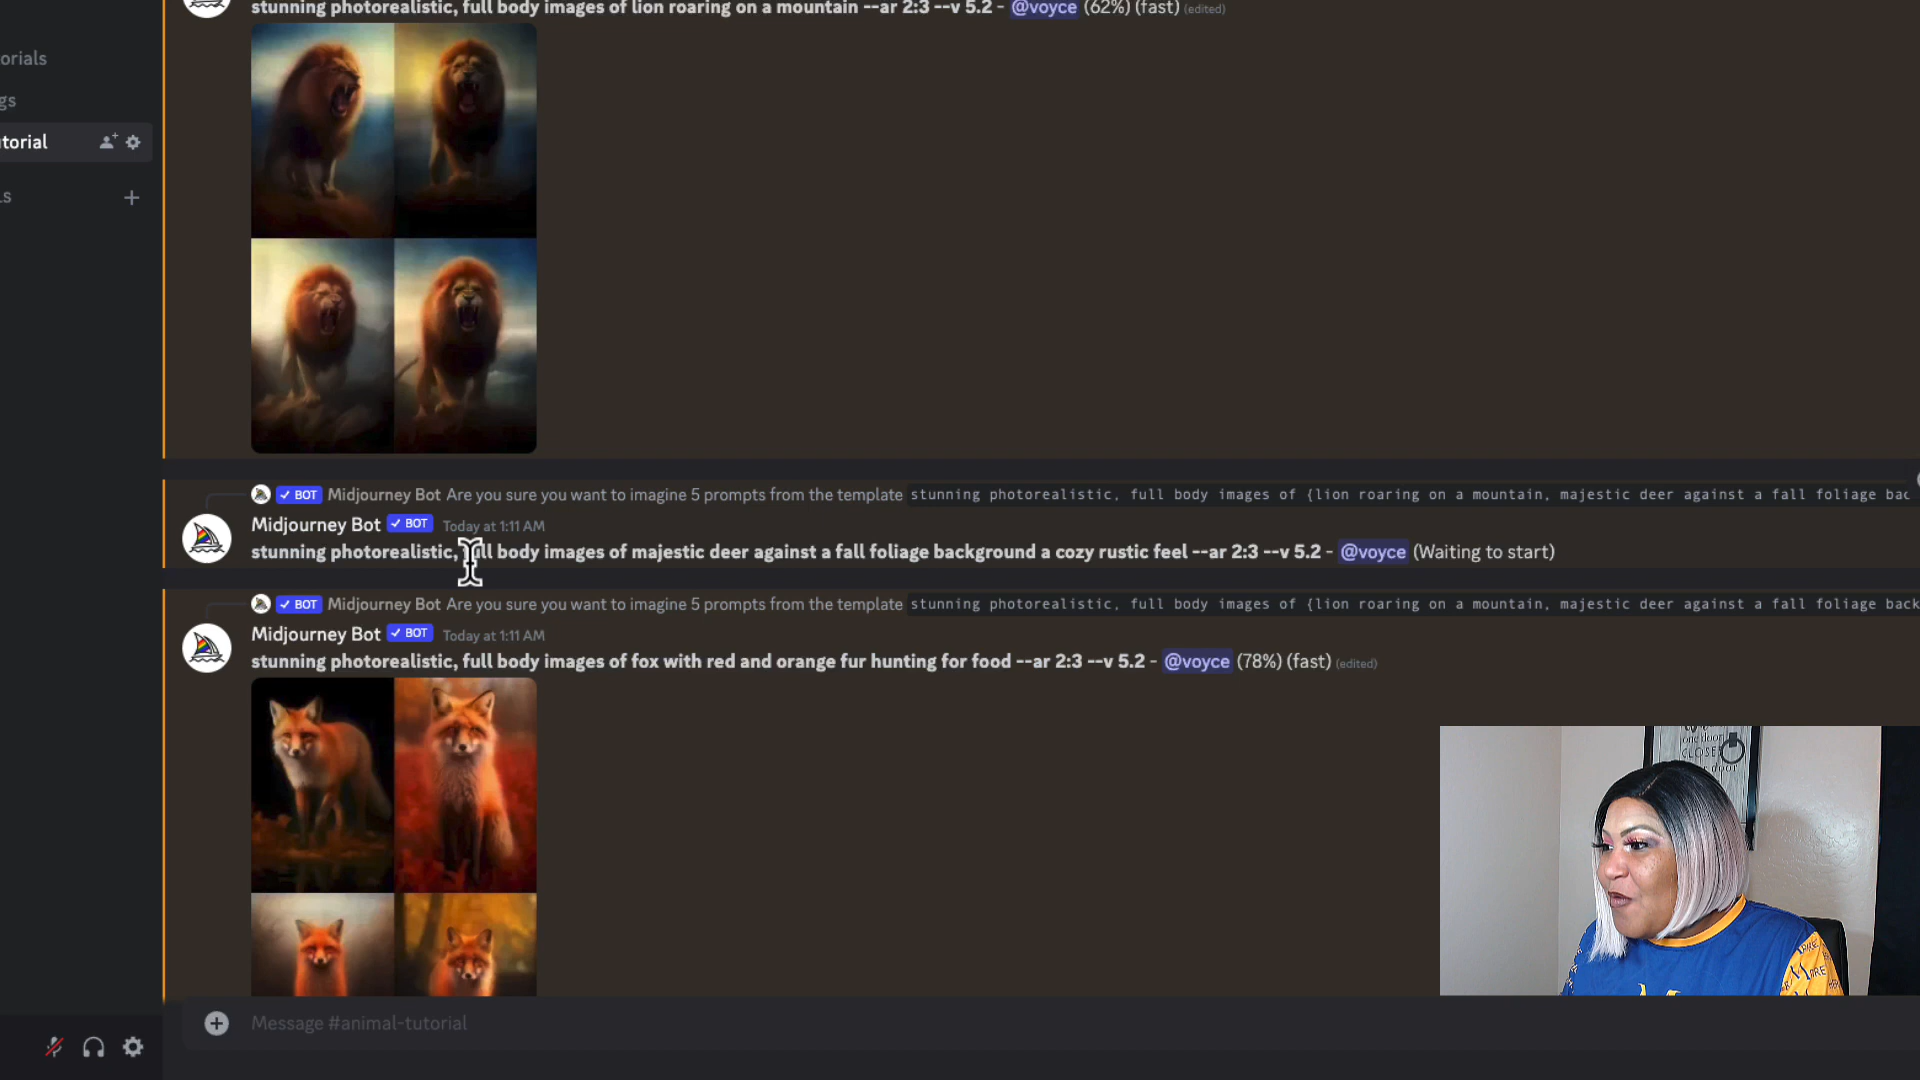 stunning photorealistic, full body images of lion roaring on a mountain --ar 2:3 --v 5.2 - @voyce (62%) (fast) (edited)
orials
gs
torial
s
✓ BOT Midjourney Bot Are you sure you want to imagine 5 prompts from the template stunning photorealistic, full body images of {lion roaring on a mountain, majestic deer against a fall foliage bac
Midjourney Bot ✓ BOT Today at 1:11 AM
stunning photorealistic, full body images of majestic deer against a fall foliage background a cozy rustic feel --ar 2:3 --v 5.2 - @voyce (Waiting to start)
✓ BOT Midjourney Bot Are you sure you want to imagine 5 prompts from the template stunning photorealistic, full body images of {lion roaring on a mountain, majestic deer against a fall foliage back
Midjourney Bot ✓ BOT Today at 1:11 AM
stunning photorealistic, full body images of fox with red and orange fur hunting for food --ar 2:3 --v 5.2 - @voyce (78%) (fast) (edited)
one door
CLOSES
door
Message #animal-tutorial